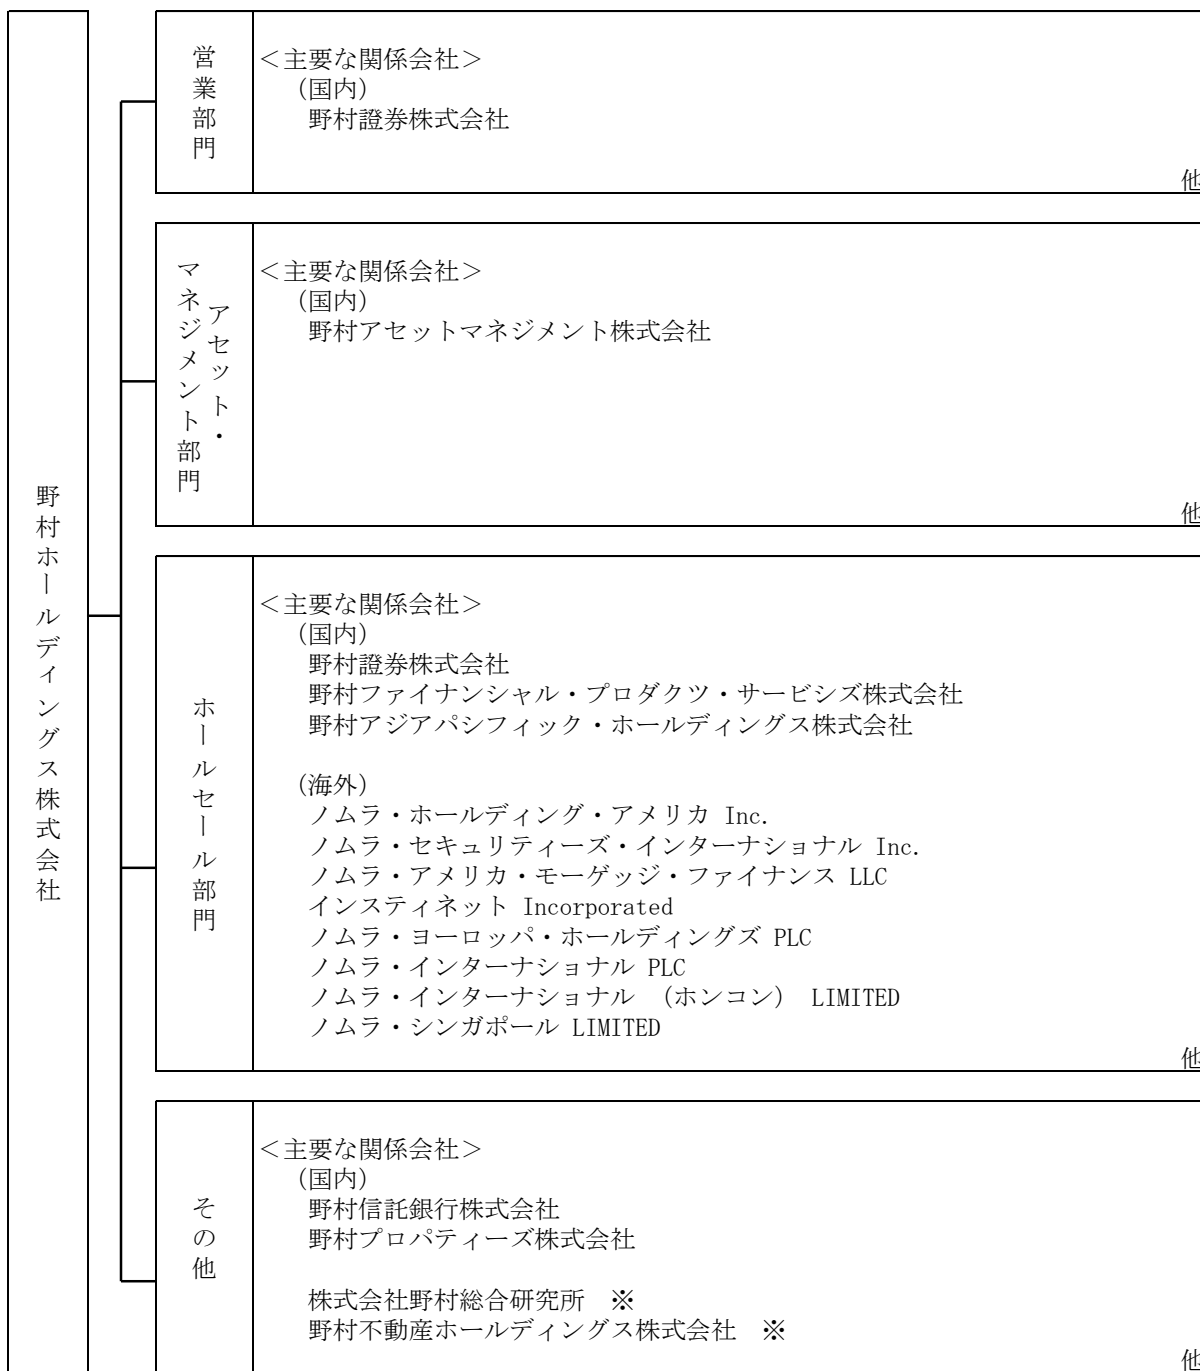 野村ホールディングス株式会社
営業部門
＜主要な関係会社＞
（国内）
野村證券株式会社
他
アセット・
マネジメント部門
＜主要な関係会社＞
（国内）
野村アセットマネジメント株式会社
他
ホールセール部門
＜主要な関係会社＞
（国内）
野村證券株式会社
野村ファイナンシャル・プロダクツ・サービシズ株式会社
野村アジアパシフィック・ホールディングス株式会社
（海外）
ノムラ・ホールディング・アメリカ Inc.
ノムラ・セキュリティーズ・インターナショナル Inc.
ノムラ・アメリカ・モーゲッジ・ファイナンス LLC
インスティネット Incorporated
ノムラ・ヨーロッパ・ホールディングズ PLC
ノムラ・インターナショナル PLC
ノムラ・インターナショナル （ホンコン） LIMITED
ノムラ・シンガポール LIMITED
他
その他
＜主要な関係会社＞
（国内）
野村信託銀行株式会社
野村プロパティーズ株式会社
株式会社野村総合研究所 ※
野村不動産ホールディングス株式会社 ※
他